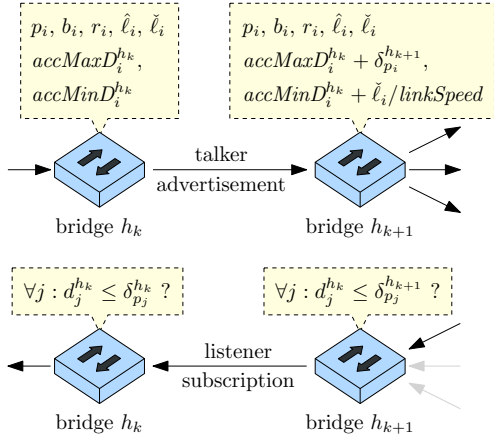 p_i, b_i, r_i, ℓ̂_i, ℓ̌_i
accMaxD_i^{h_k},
accMinD_i^{h_k}
p_i, b_i, r_i, ℓ̂_i, ℓ̌_i
accMaxD_i^{h_k} + δ_{p_i}^{h_{k+1}},
accMinD_i^{h_k} + ℓ̌_i/linkSpeed
talker
advertisement
bridge h_k
bridge h_{k+1}
∀j : d_j^{h_k} ≤ δ_{p_j}^{h_k} ?
∀j : d_j^{h_k} ≤ δ_{p_j}^{h_{k+1}} ?
listener
subscription
bridge h_k
bridge h_{k+1}